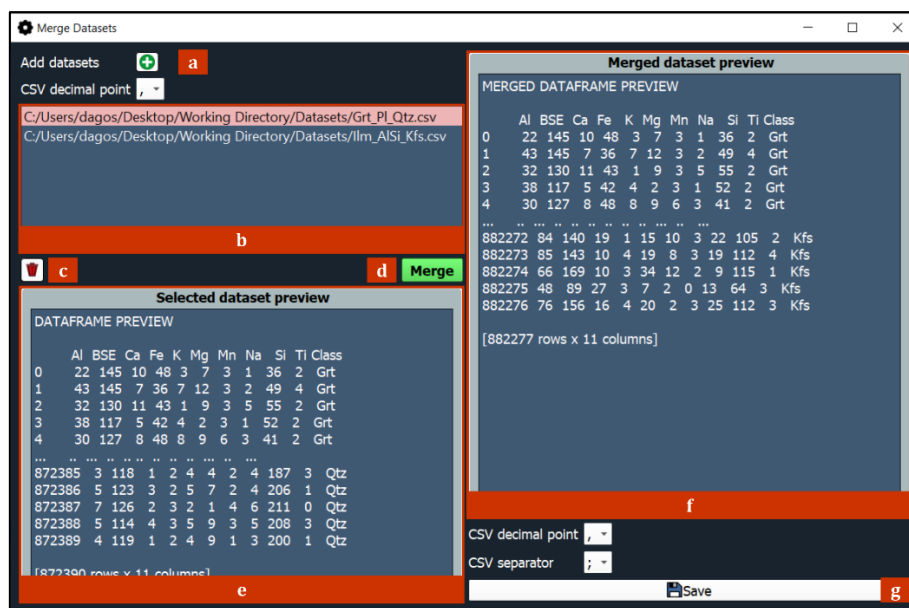 Merge Datasets
Add datasets a
CSV decimal point ,
C:/Users/dagos/Desktop/Working Directory/Datasets/Grt_Pl_Qtz.csv
C:/Users/dagos/Desktop/Working Directory/Datasets/Ilm_AlSi_Kfs.csv
b
c d Merge
Selected dataset preview
DATAFRAME PREVIEW
Al BSE Ca Fe K Mg Mn Na Si Ti Class
0 22 145 10 48 3 7 3 1 36 2 Grt
1 43 145 7 36 7 12 3 2 49 4 Grt
2 32 130 11 43 1 9 3 5 55 2 Grt
3 38 117 5 42 4 2 3 1 52 2 Grt
4 30 127 8 48 8 9 6 3 41 2 Grt
... .. ... .. .. .. .. .. .. ... .. ...
872385 3 118 1 2 4 4 2 4 187 3 Qtz
872386 5 123 3 2 5 7 2 4 206 1 Qtz
872387 7 126 2 3 2 1 4 6 211 0 Qtz
872388 5 114 4 3 5 9 3 5 208 3 Qtz
872389 4 119 1 2 4 9 1 3 200 1 Qtz
[872390 rows x 11 columns]
e
Merged dataset preview
MERGED DATAFRAME PREVIEW
Al BSE Ca Fe K Mg Mn Na Si Ti Class
0 22 145 10 48 3 7 3 1 36 2 Grt
1 43 145 7 36 7 12 3 2 49 4 Grt
2 32 130 11 43 1 9 3 5 55 2 Grt
3 38 117 5 42 4 2 3 1 52 2 Grt
4 30 127 8 48 8 9 6 3 41 2 Grt
... .. ... .. .. .. .. .. .. ... .. ...
882272 84 140 19 1 15 10 3 22 105 2 Kfs
882273 85 143 10 4 19 8 3 19 112 4 Kfs
882274 66 169 10 3 34 12 2 9 115 1 Kfs
882275 48 89 27 3 7 2 0 13 64 3 Kfs
882276 76 156 16 4 20 2 3 25 112 3 Kfs
[882277 rows x 11 columns]
f
CSV decimal point ,
CSV separator ;
Save g